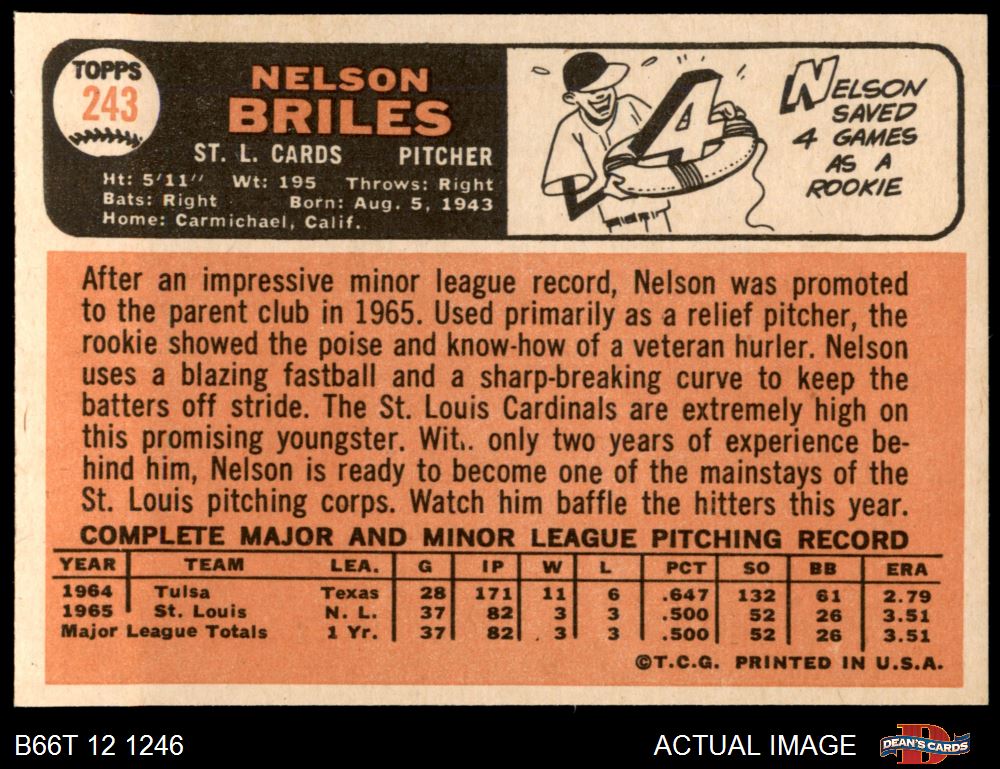 TOPPS
243
NELSON
BRILES
ST. L. CARDS PITCHER
Ht: 5'11" Wt: 195 Throws: Right
Bats: Right Born: Aug. 5, 1943
Home: Carmichael, Calif.
4
NELSON
SAVED
4 GAMES
AS A
ROOKIE
After an impressive minor league record, Nelson was promoted
to the parent club in 1965. Used primarily as a relief pitcher, the
rookie showed the poise and know-how of a veteran hurler. Nelson
uses a blazing fastball and a sharp-breaking curve to keep the
batters off stride. The St. Louis Cardinals are extremely high on
this promising youngster. Wit.. only two years of experience be-
hind him, Nelson is ready to become one of the mainstays of the
St. Louis pitching corps. Watch him baffle the hitters this year.
COMPLETE MAJOR AND MINOR LEAGUE PITCHING RECORD
YEAR TEAM LEA. G IP W L PCT SO BB ERA
1964 Tulsa Texas 28 171 11 6 .647 132 61 2.79
1965 St. Louis N. L. 37 82 3 3 .500 52 26 3.51
Major League Totals 1 Yr. 37 82 3 3 .500 52 26 3.51
©T.C.G. PRINTED IN U.S.A.
B66T 12 1246
ACTUAL IMAGE
DEAN'S CARDS